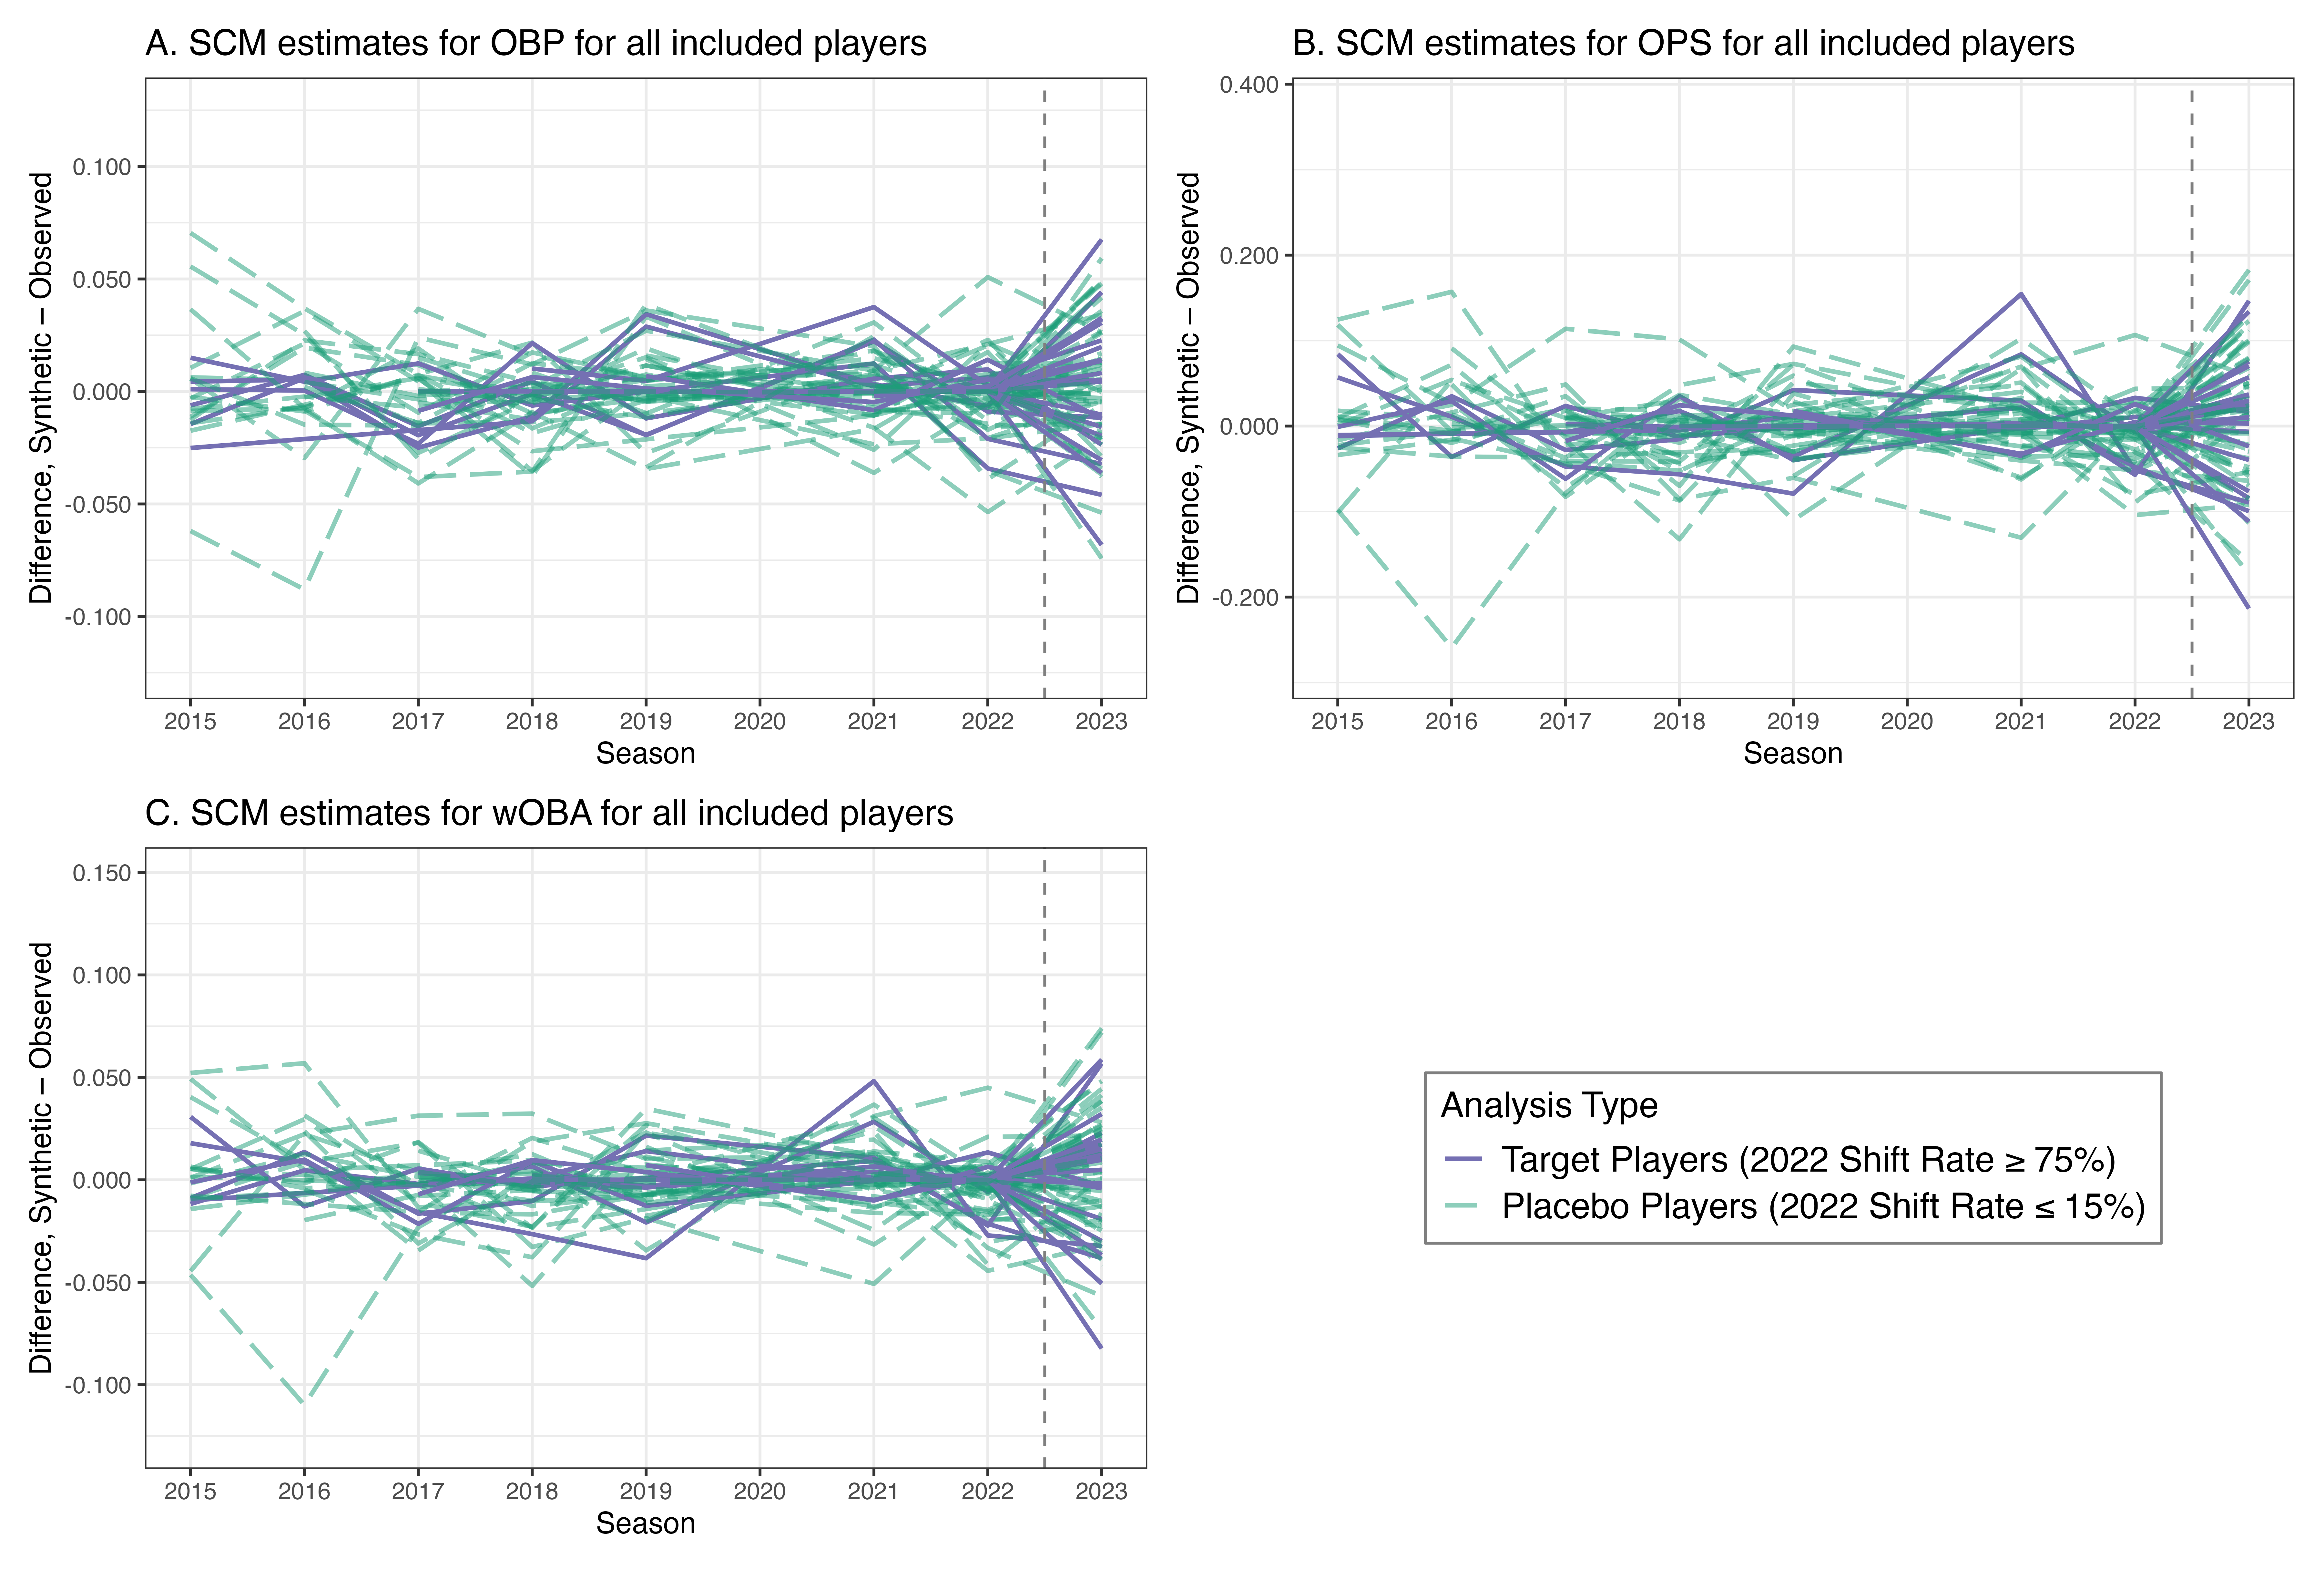 A. SCM estimates for OBP for all included players
Difference, Synthetic – Observed
0.100
0.050
0.000
-0.050
-0.100
2015 2016 2017 2018 2019 2020 2021 2022 2023
Season
B. SCM estimates for OPS for all included players
Difference, Synthetic – Observed
0.400
0.200
0.000
-0.200
2015 2016 2017 2018 2019 2020 2021 2022 2023
Season
C. SCM estimates for wOBA for all included players
Difference, Synthetic – Observed
0.150
0.100
0.050
0.000
-0.050
-0.100
2015 2016 2017 2018 2019 2020 2021 2022 2023
Season
Analysis Type
Target Players (2022 Shift Rate ≥ 75%)
Placebo Players (2022 Shift Rate ≤ 15%)